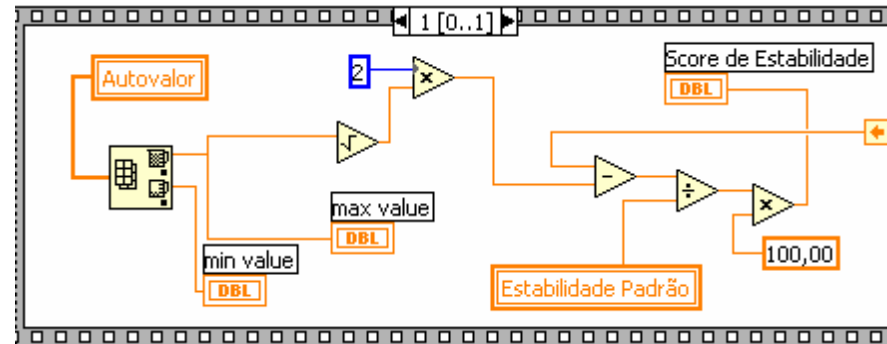 1 [0..1]
Autovalor
2
×
Score de Estabilidade
DBL
√
-
÷
×
max value
DBL
100,00
min value
DBL
Estabilidade Padrão